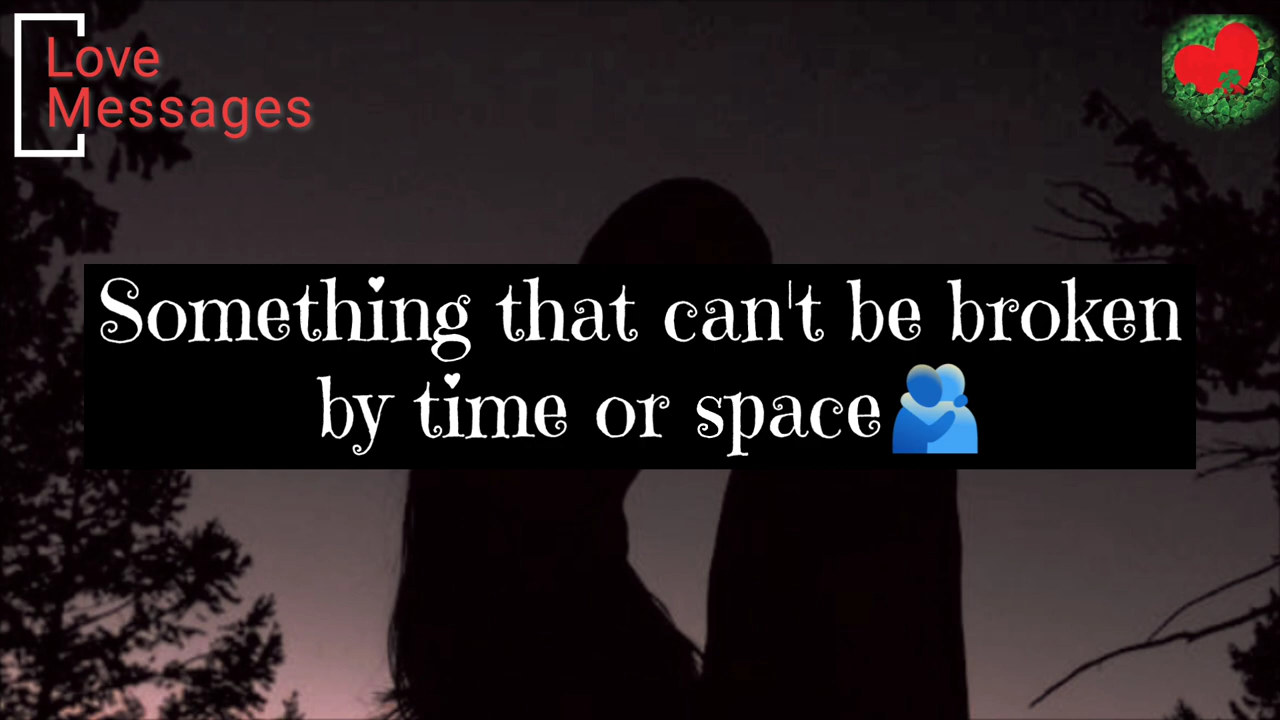 Love
Messages
Something that can't be broken
by time or space🫂